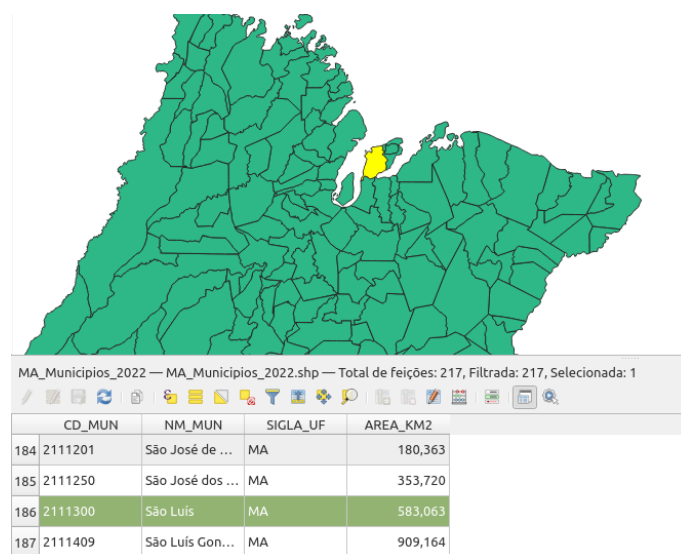 MA_Municipios_2022 — MA_Municipios_2022.shp — Total de feições: 217, Filtrada: 217, Selecionada: 1
CD_MUN NM_MUN SIGLA_UF AREA_KM2
184 2111201 São José de ... MA 180,363
185 2111250 São José dos ... MA 353,720
186 2111300 São Luís MA 583,063
187 2111409 São Luís Gon... MA 909,164